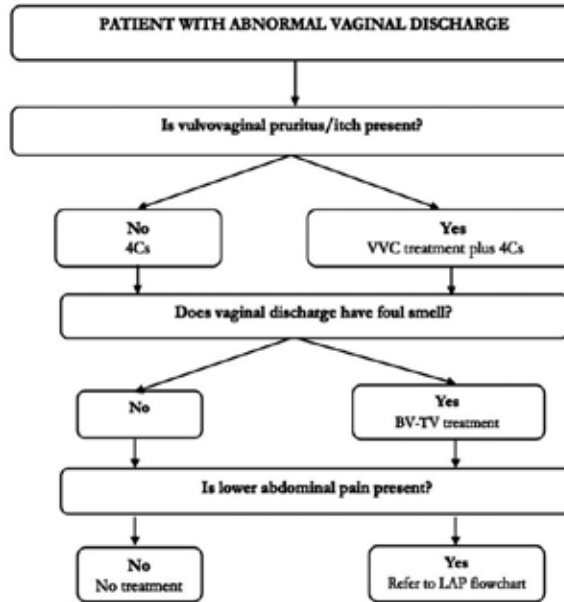 PATIENT WITH ABNORMAL VAGINAL DISCHARGE
Is vulvovaginal pruritus/itch present?
No
4Cs
Yes
VVC treatment plus 4Cs
Does vaginal discharge have foul smell?
No
Yes
BV-TV treatment
Is lower abdominal pain present?
No
No treatment
Yes
Refer to LAP flowchart